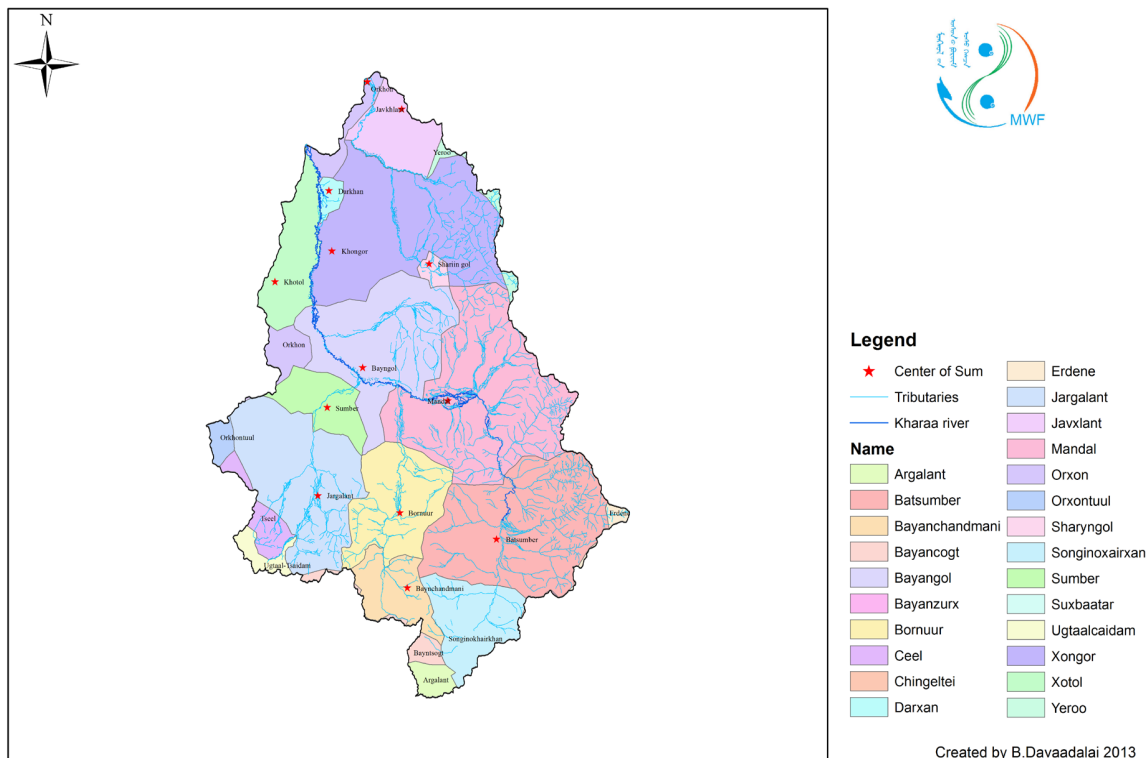 N
MWF
Orkhon
Javkhlan
Yeroo
Darkhan
Khongor
Shariin gol
Khotol
Orkhon
Bayngol
Mandal
Sumber
Orkhontuul
Jargalant
Bornuur
Tseel
Erdene
Batsumber
Ugtaal-Tsaidam
Baynchandmani
Songinokhairkhan
Bayntsogt
Argalant
Legend
Center of Sum
Tributaries
Kharaa river
Name
Argalant
Batsumber
Bayanchandmani
Bayancogt
Bayangol
Bayanzurx
Bornuur
Ceel
Chingeltei
Darxan
Erdene
Jargalant
Javxlant
Mandal
Orxon
Orxontuul
Sharyngol
Songinoxairxan
Sumber
Suxbaatar
Ugtaalcaidam
Xongor
Xotol
Yeroo
Created by B.Davaadalai 2013